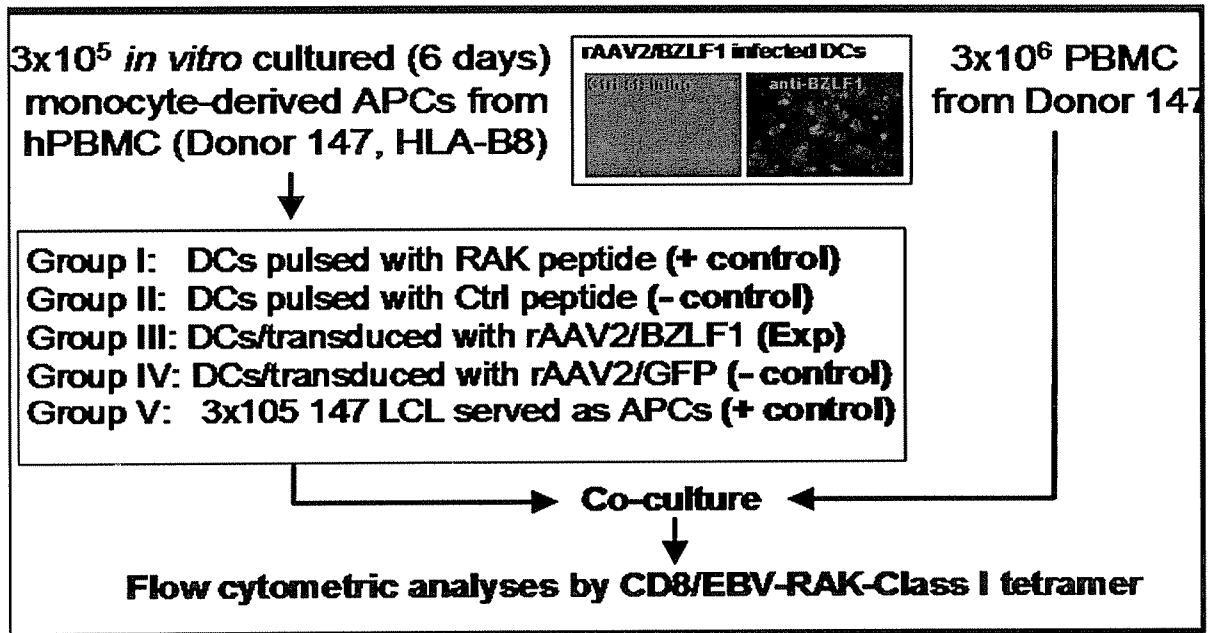 3x10⁵ in vitro cultured (6 days)
monocyte-derived APCs from
hPBMC (Donor 147, HLA-B8)
rAAV2/BZLF1 infected DCs
Ctrl staining
anti-BZLF1
3x10⁶ PBMC
from Donor 147
Group I: DCs pulsed with RAK peptide (+ control)
Group II: DCs pulsed with Ctrl peptide (- control)
Group III: DCs/transduced with rAAV2/BZLF1 (Exp)
Group IV: DCs/transduced with rAAV2/GFP (- control)
Group V: 3x105 147 LCL served as APCs (+ control)
Co-culture
Flow cytometric analyses by CD8/EBV-RAK-Class I tetramer